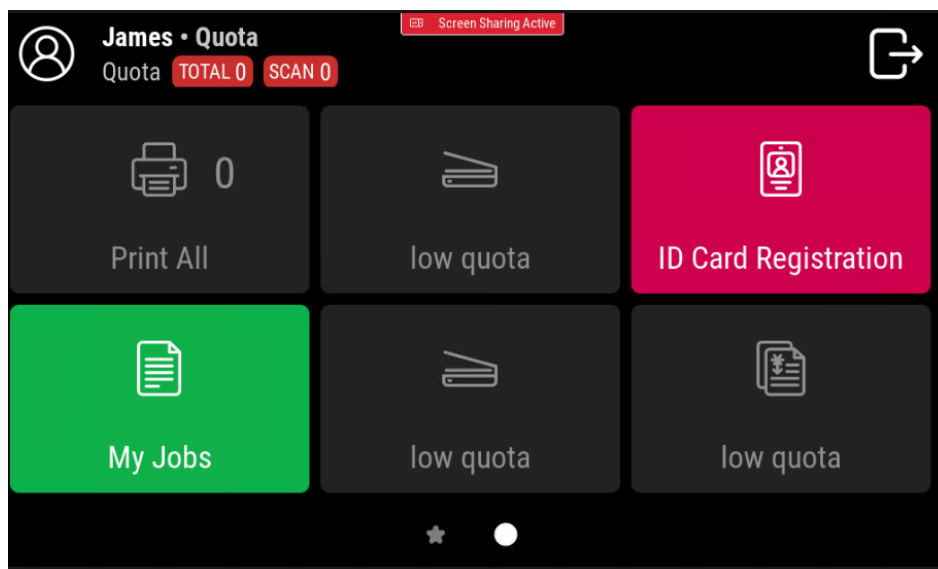 Screen Sharing Active
James • Quota
Quota TOTAL 0 SCAN 0
0
Print All
low quota
ID Card Registration
My Jobs
low quota
¥
low quota